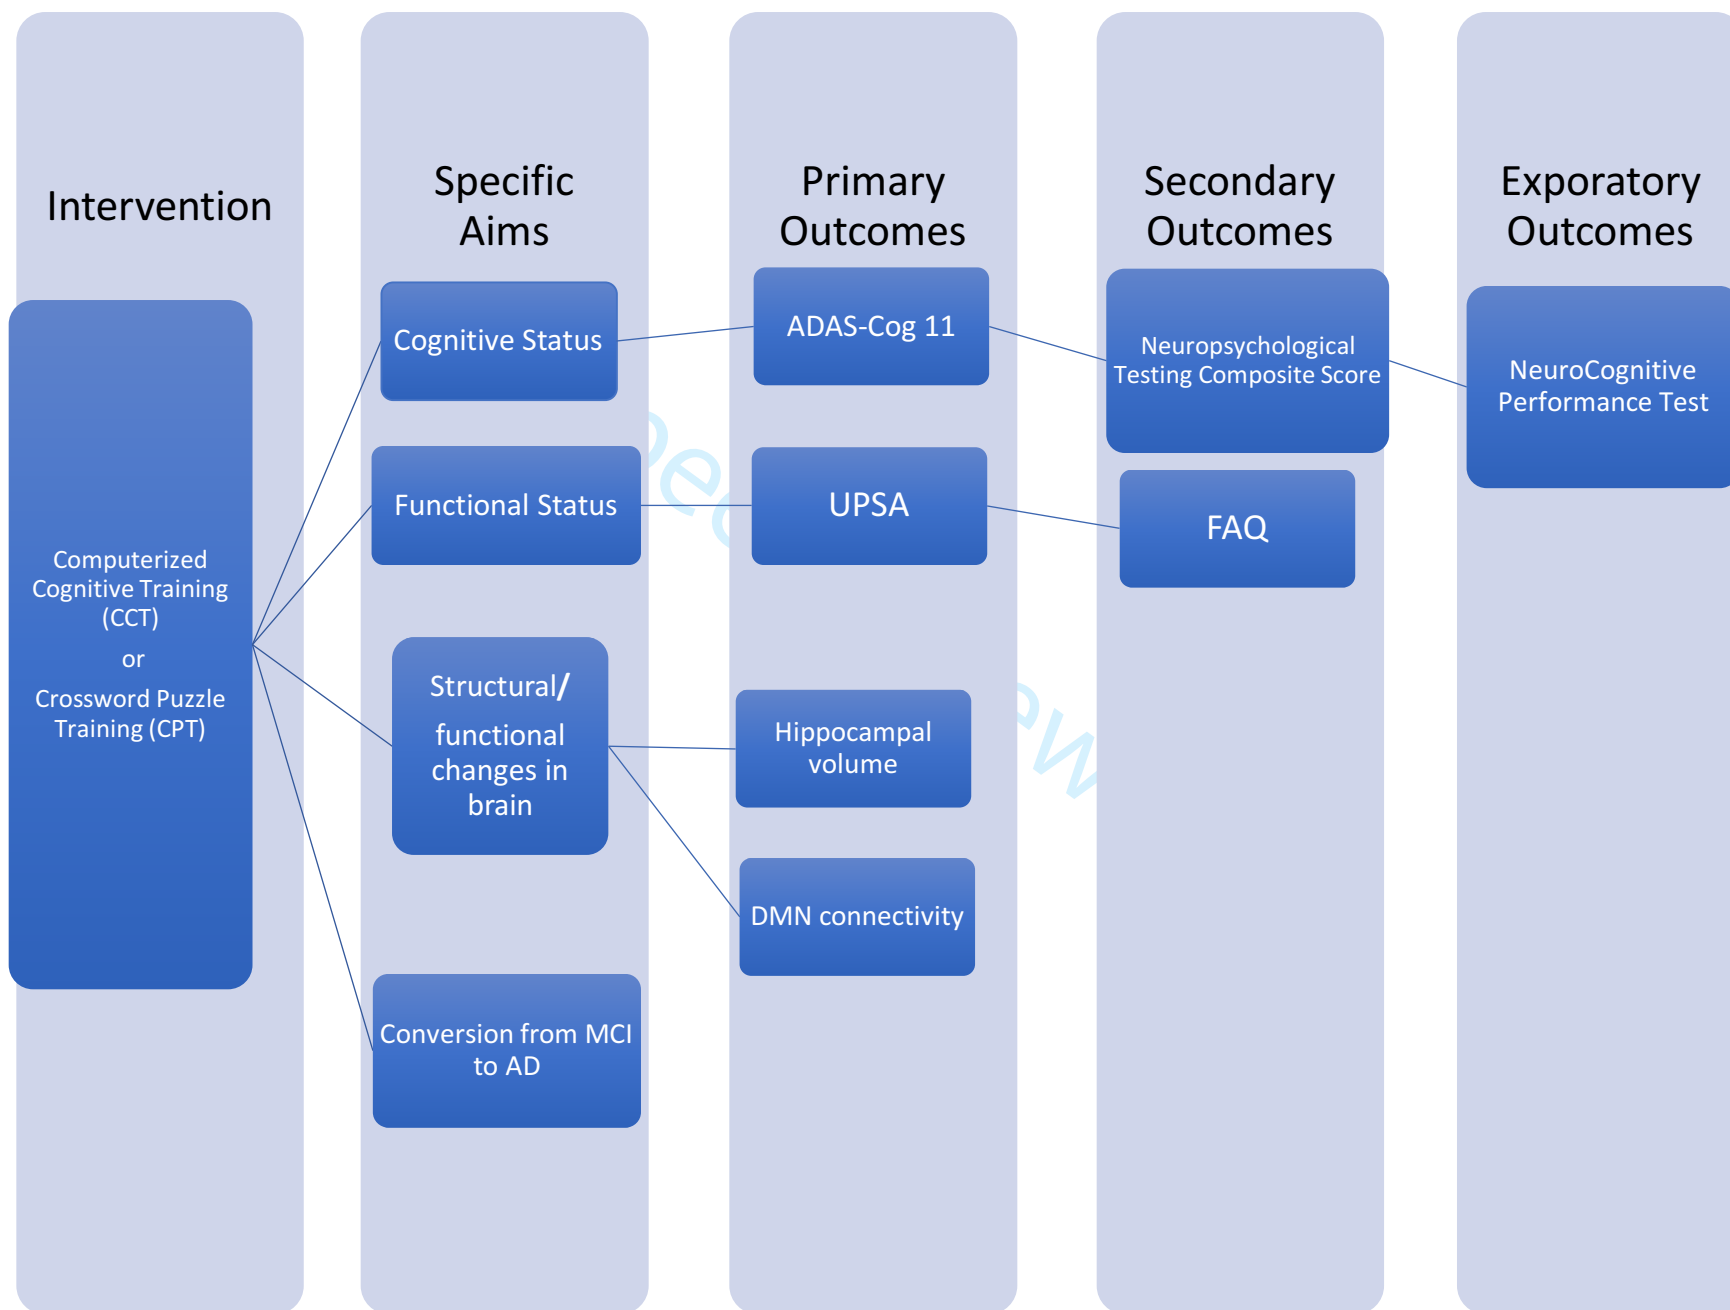 Intervention
Specific
Aims
Primary
Outcomes
Secondary
Outcomes
Exporatory
Outcomes
Computerized
Cognitive Training
(CCT)
or
Crossword Puzzle
Training (CPT)
Cognitive Status
Functional Status
Structural/
functional
changes in
brain
Conversion from MCI
to AD
ADAS-Cog 11
UPSA
Hippocampal
volume
DMN connectivity
Neuropsychological
Testing Composite Score
FAQ
NeuroCognitive
Performance Test